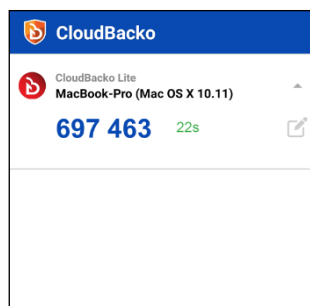 CloudBacko
CloudBacko Lite
MacBook-Pro (Mac OS X 10.11)
697 463 22s